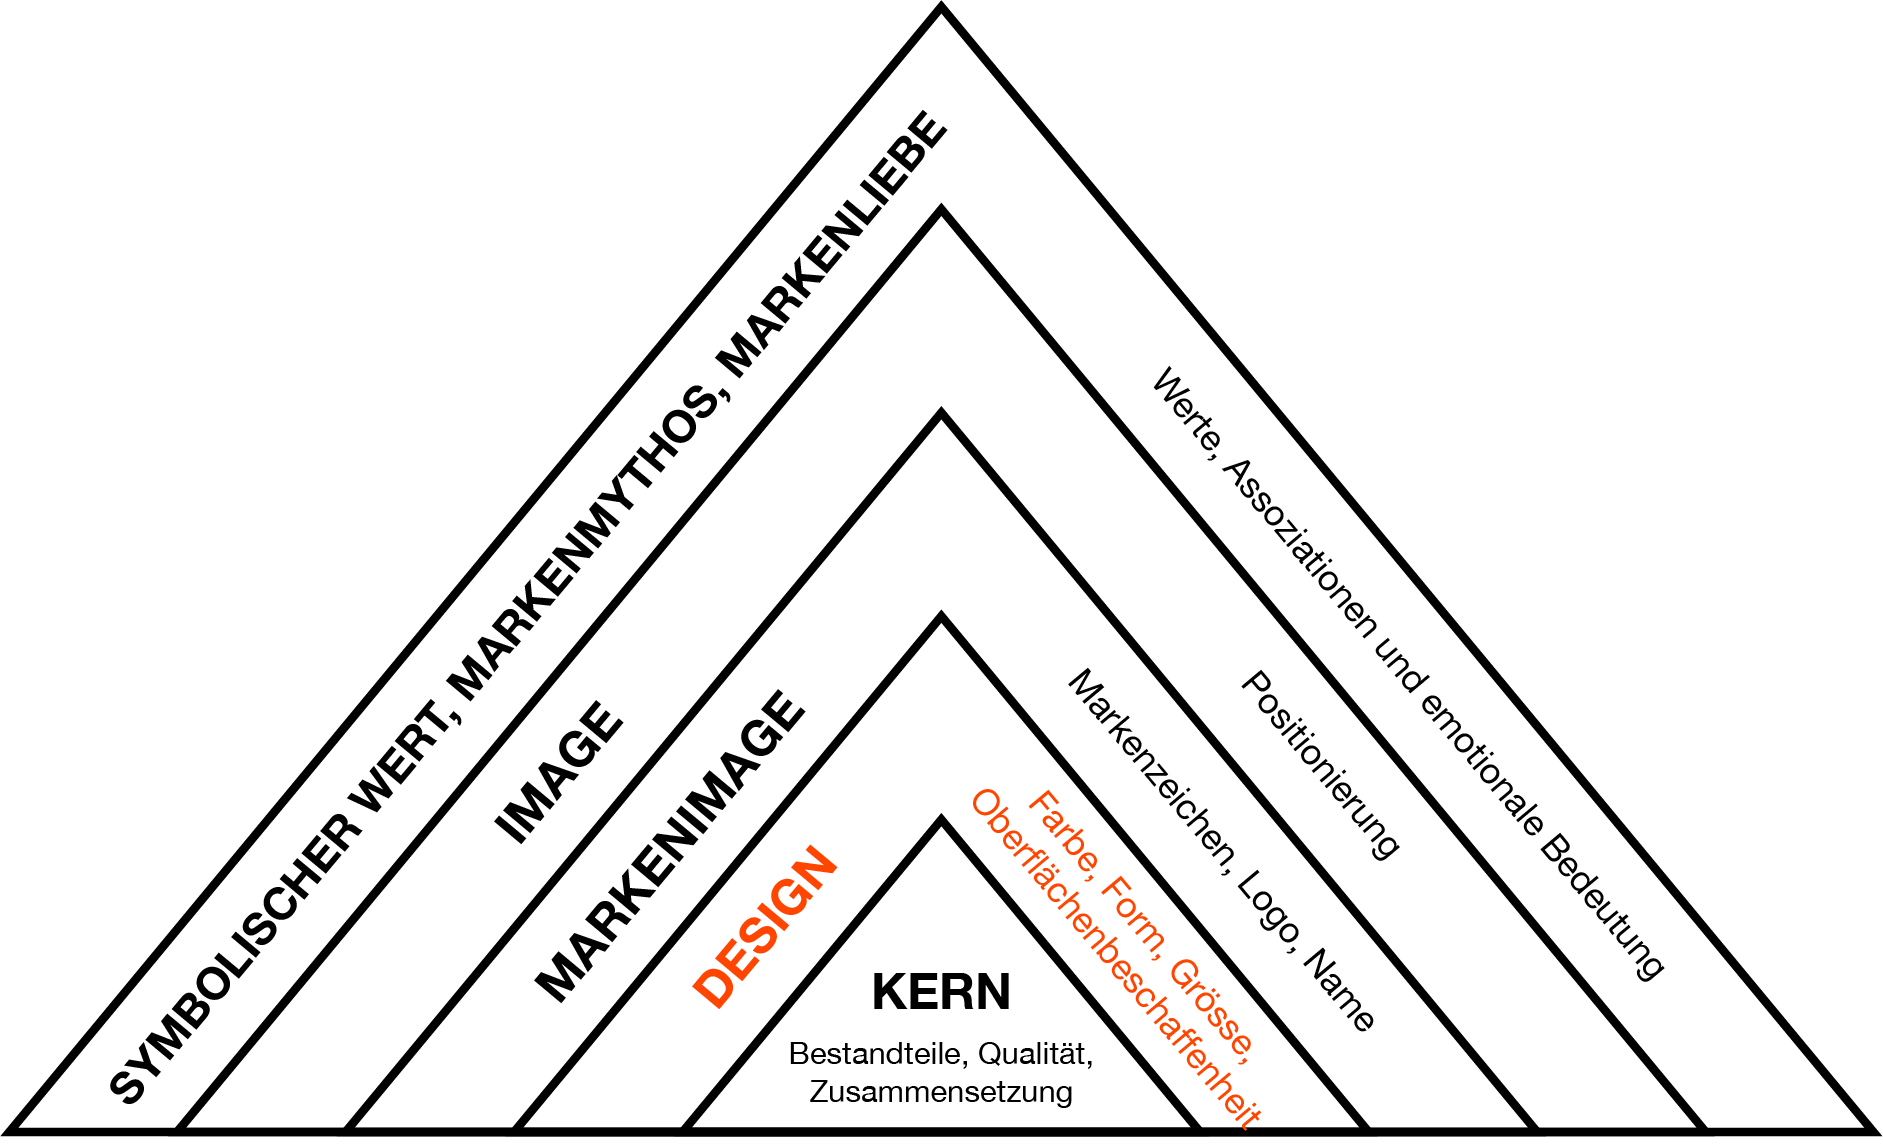 SYMBOLISCHER WERT, MARKENMYTHOS, MARKENLIEBE
Werte, Assoziationen und emotionale Bedeutung
IMAGE
Positionierung
MARKENIMAGE
Markenzeichen, Logo, Name
DESIGN
Farbe, Form, Grösse,
Oberflächenbeschaffenheit
KERN
Bestandteile, Qualität,
Zusammensetzung